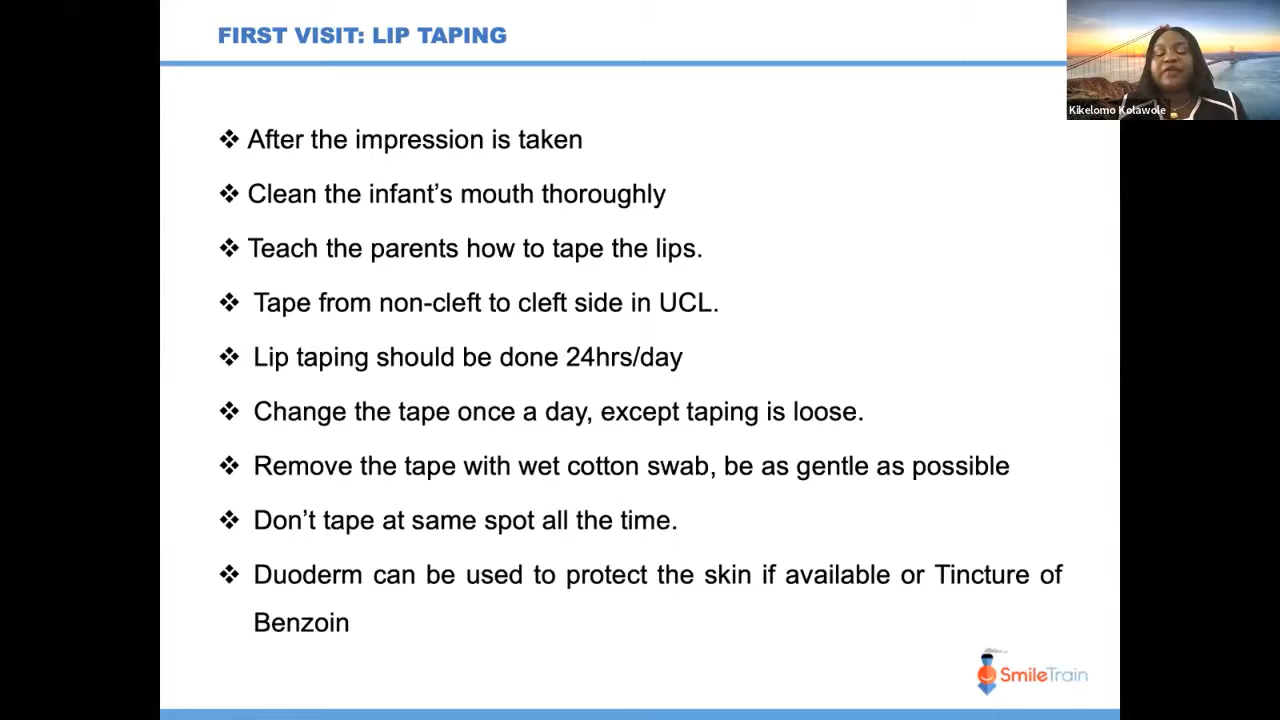 FIRST VISIT: LIP TAPING
Kikelomo Kolawole
❖ After the impression is taken
❖ Clean the infant’s mouth thoroughly
❖ Teach the parents how to tape the lips.
❖ Tape from non-cleft to cleft side in UCL.
❖ Lip taping should be done 24hrs/day
❖ Change the tape once a day, except taping is loose.
❖ Remove the tape with wet cotton swab, be as gentle as possible
❖ Don’t tape at same spot all the time.
❖ Duoderm can be used to protect the skin if available or Tincture of
Benzoin
SmileTrain